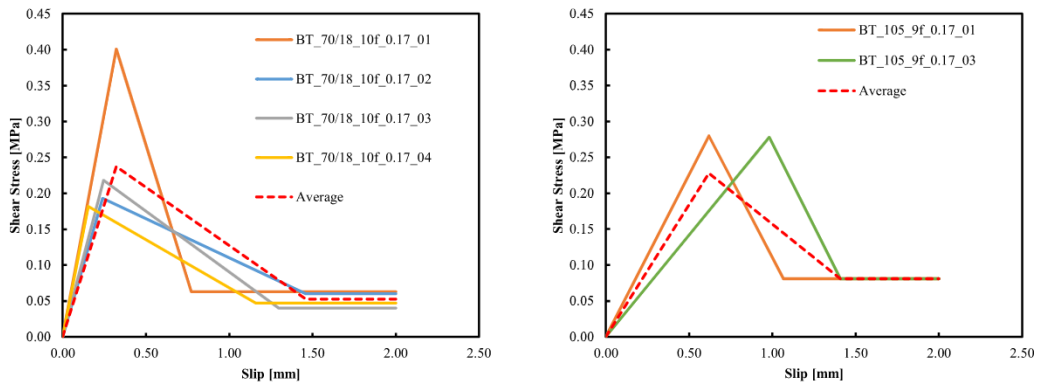 0.45
0.40
0.35
0.30
0.25
0.20
0.15
0.10
0.05
0.00
Shear Stress [MPa]
BT_70/18_10f_0.17_01
BT_70/18_10f_0.17_02
BT_70/18_10f_0.17_03
BT_70/18_10f_0.17_04
Average
0.00 0.50 1.00 1.50 2.00 2.50
Slip [mm]
0.45
0.40
0.35
0.30
0.25
0.20
0.15
0.10
0.05
0.00
Shear Stress [MPa]
BT_105_9f_0.17_01
BT_105_9f_0.17_03
Average
0.00 0.50 1.00 1.50 2.00 2.50
Slip [mm]